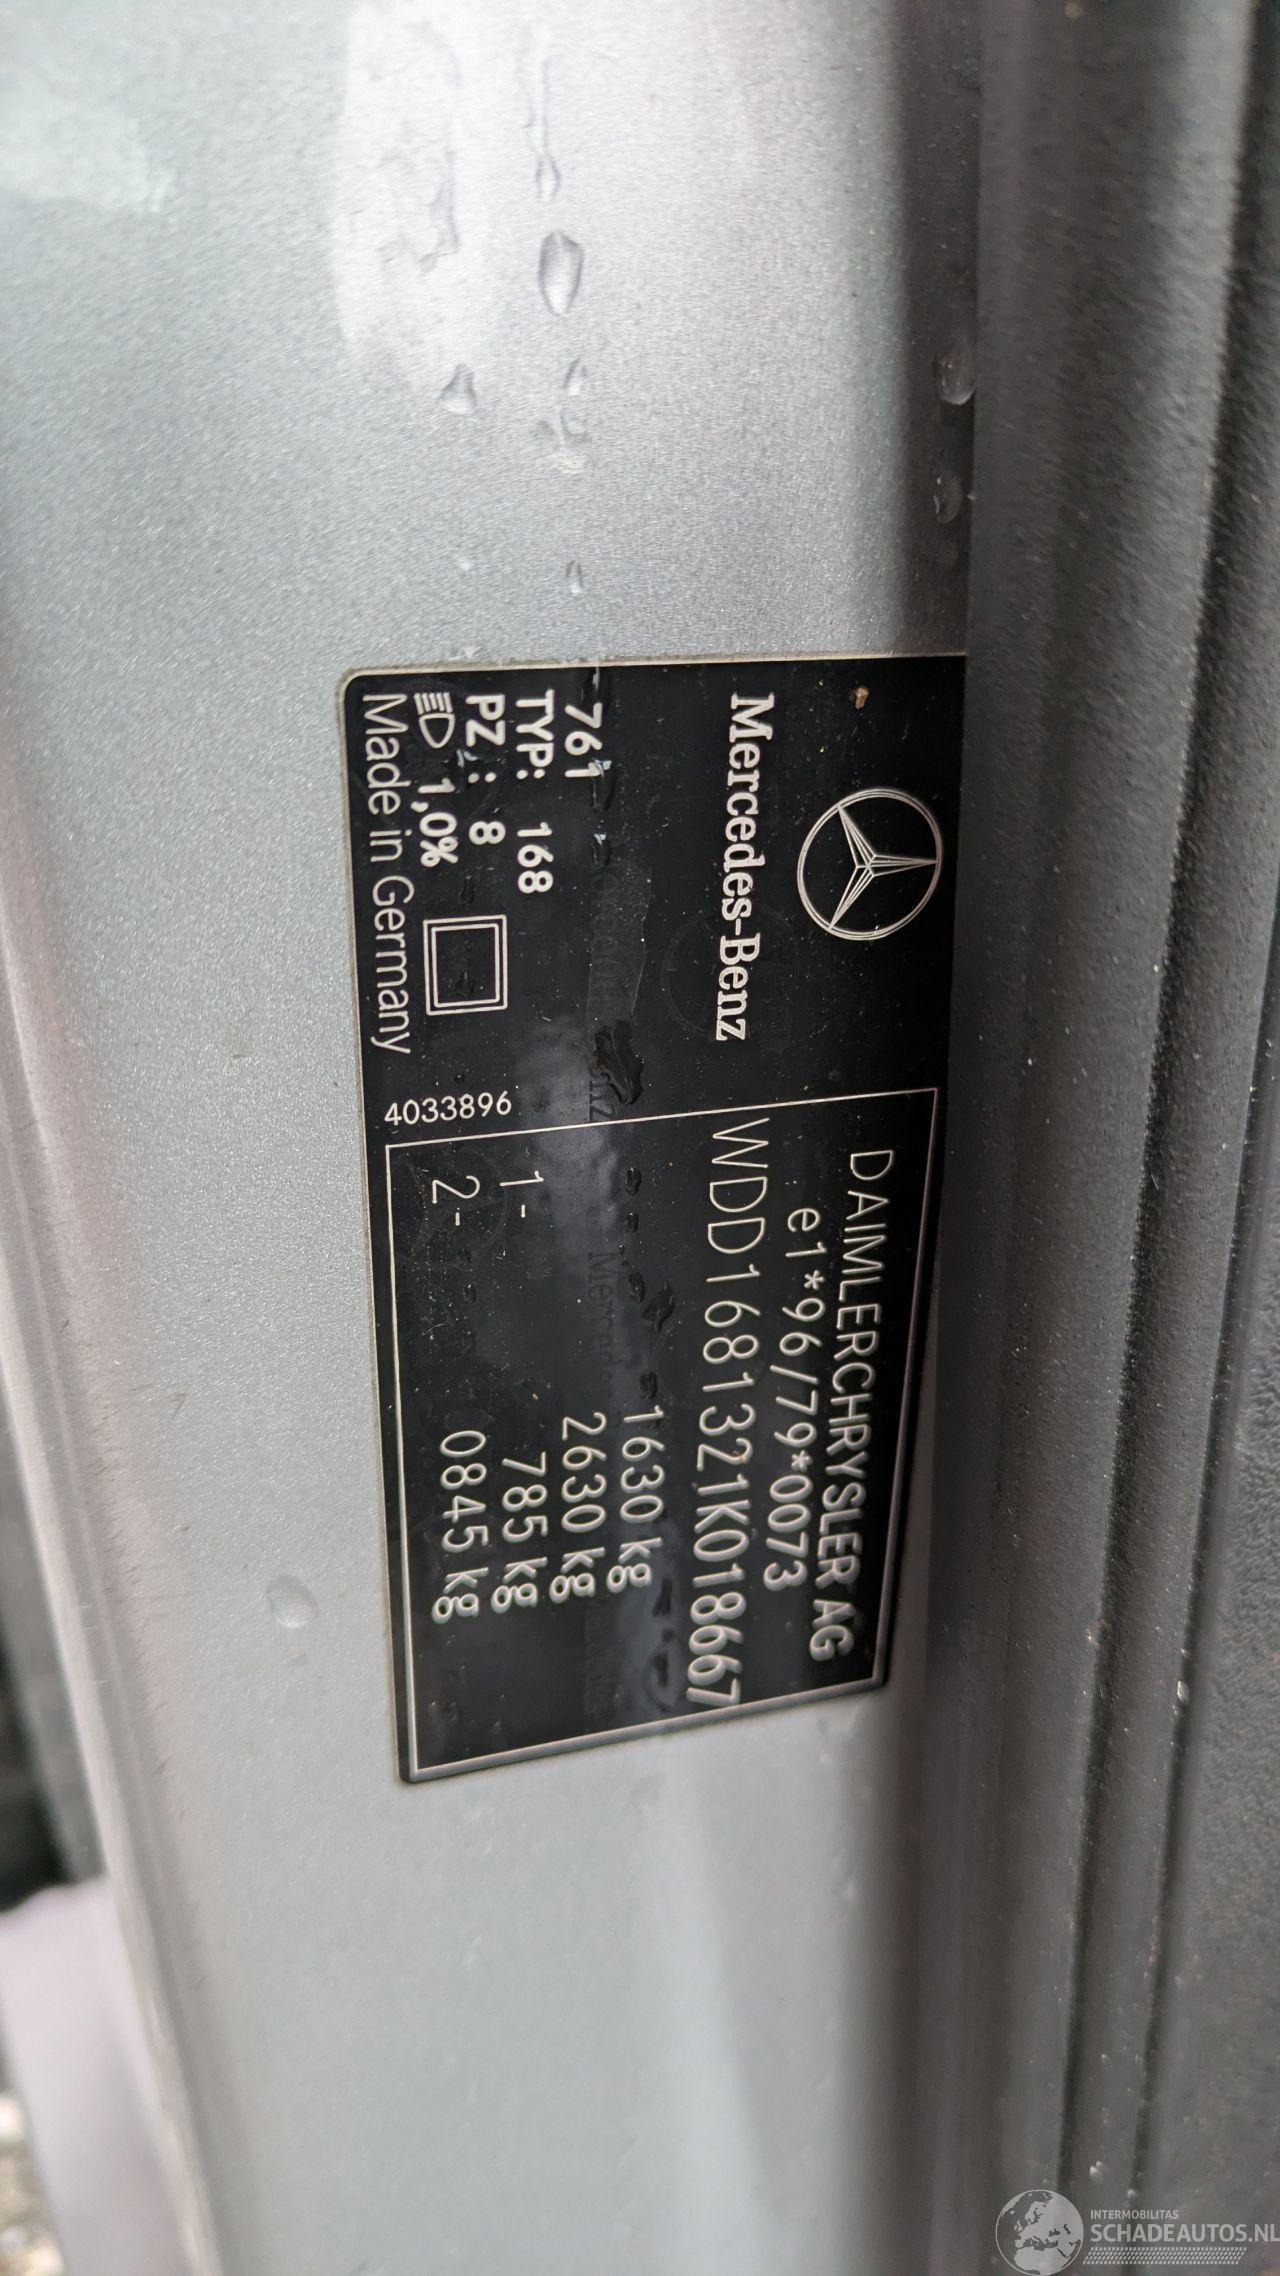 Mercedes-Benz
761
TYP: 168
PZ : 8
1,0%
Made in Germany
4033896
DAIMLERCHRYSLER AG
e1*96/79*0073
WDD1681321K018667
1630 kg
2630 kg
1- 785 kg
2- 0845 kg
INTERMOBILITAS
SCHADEAUTOS.NL